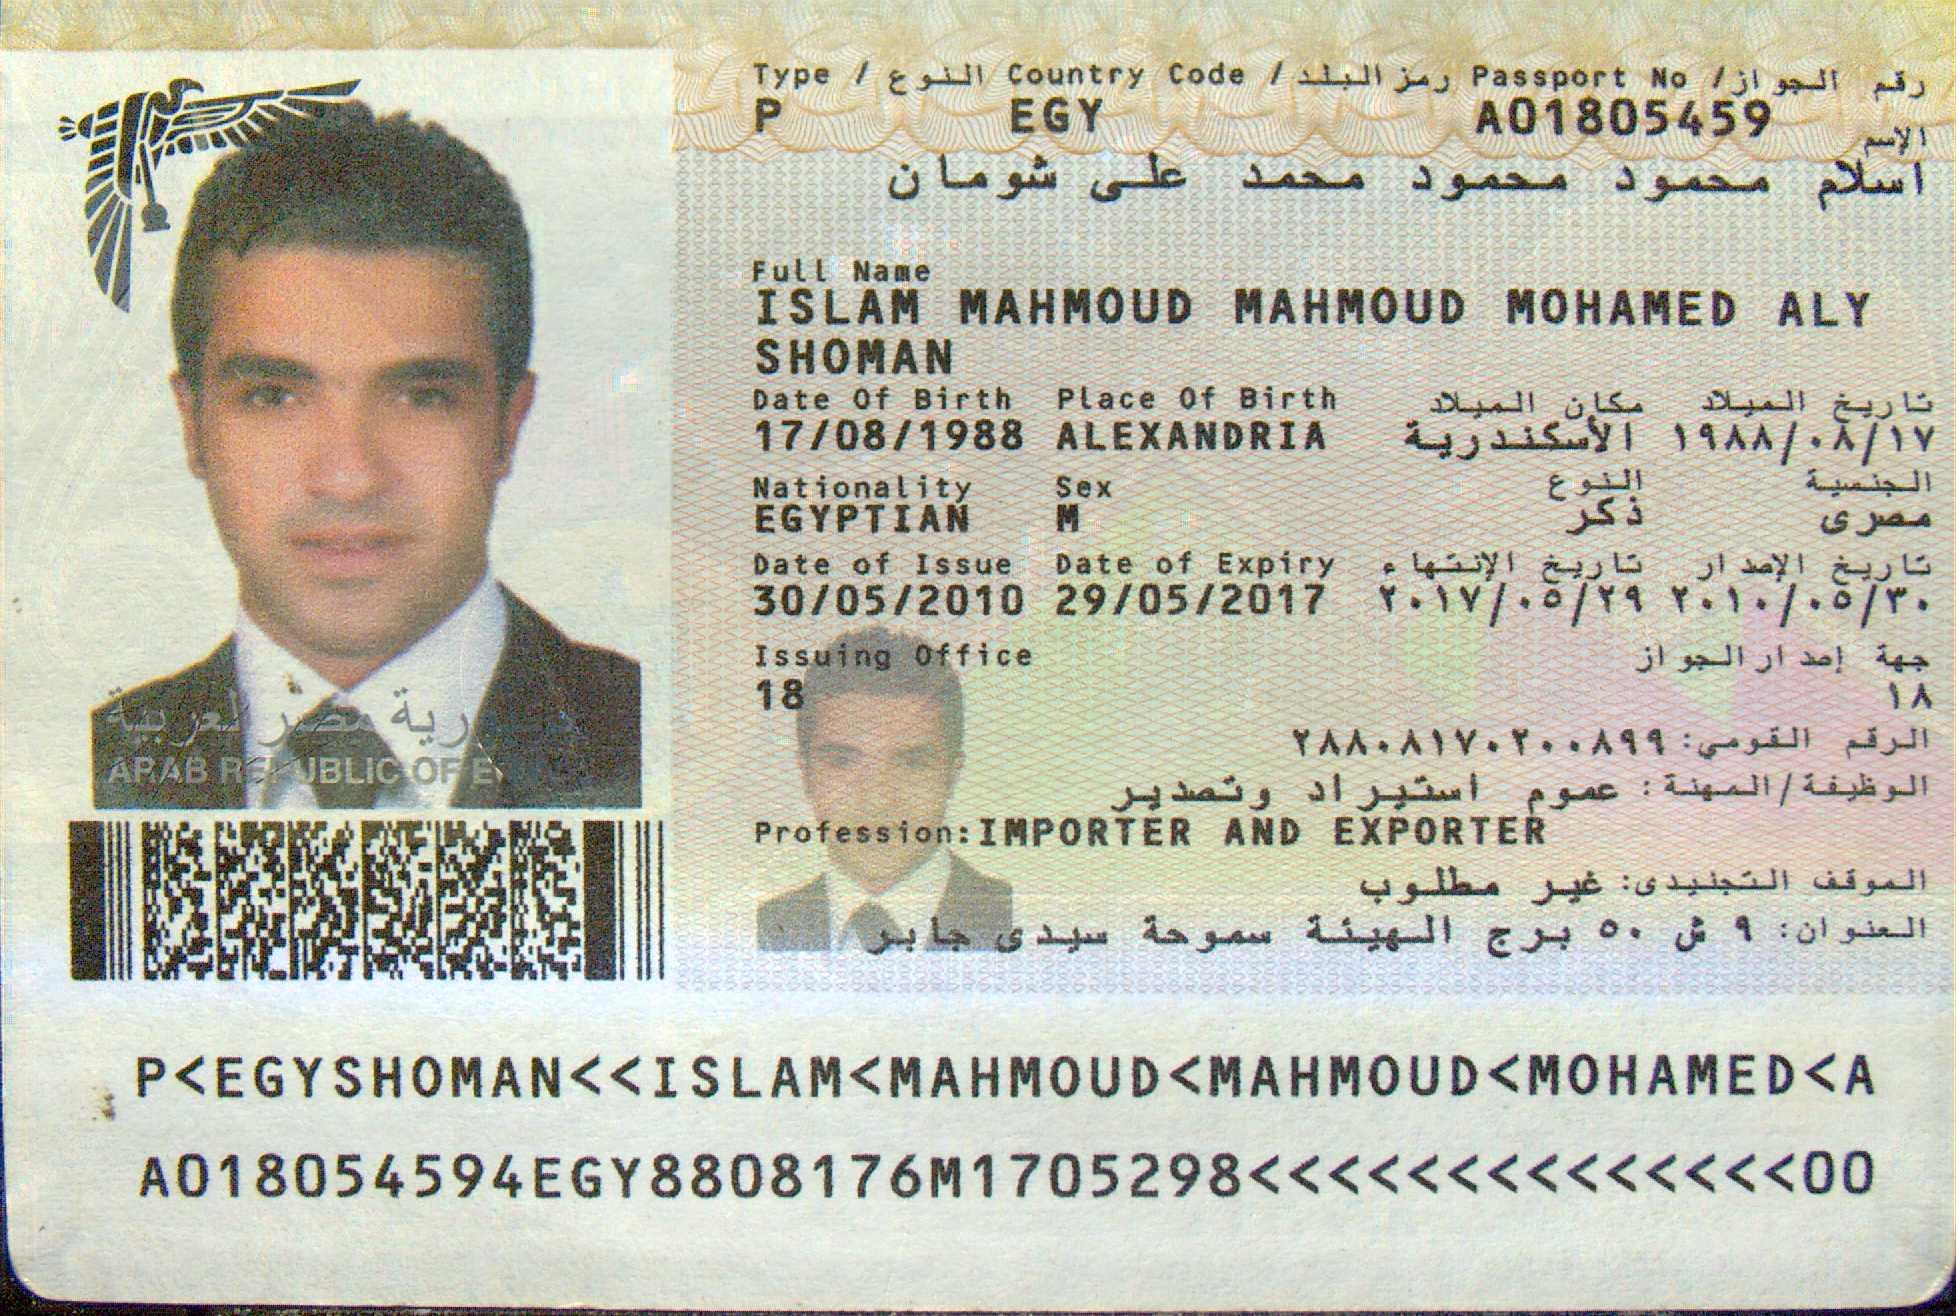 Type / النوع Country Code / رمز البلد Passport No / رقم الجواز
P EGY A01805459
الإسم
اسلام محمود محمود محمد على شومان
Full Name
ISLAM MAHMOUD MAHMOUD MOHAMED ALY
SHOMAN
Date Of Birth Place Of Birth مكان الميلاد تاريخ الميلاد
17/08/1988 ALEXANDRIA الأسكندرية ١٩٨٨/٠٨/١٧
Nationality Sex النوع الجنسية
EGYPTIAN M ذكر مصرى
Date of Issue Date of Expiry تاريخ الإنتهاء تاريخ الإصدار
30/05/2010 29/05/2017 ٢٠١٧/٠٥/٢٩ ٢٠١٠/٠٥/٣٠
Issuing Office جهة إصدار الجواز
18 ١٨
الرقم القومي: ٢٨٨٠٨١٧٠٢٠٠٨٩٩
الوظيفة/المهنة: عموم استيراد وتصدير
Profession: IMPORTER AND EXPORTER
الموقف التجنيدى: غير مطلوب
العنوان: ٩ ش ٥٠ برج الهيئة سموحة سيدى جابر
مصر العربية
ARAB REPUBLIC OF
P<EGYSHOMAN<<ISLAM<MAHMOUD<MAHMOUD<MOHAMED<A
A018054594EGY8808176M1705298<<<<<<<<<<<<<<00